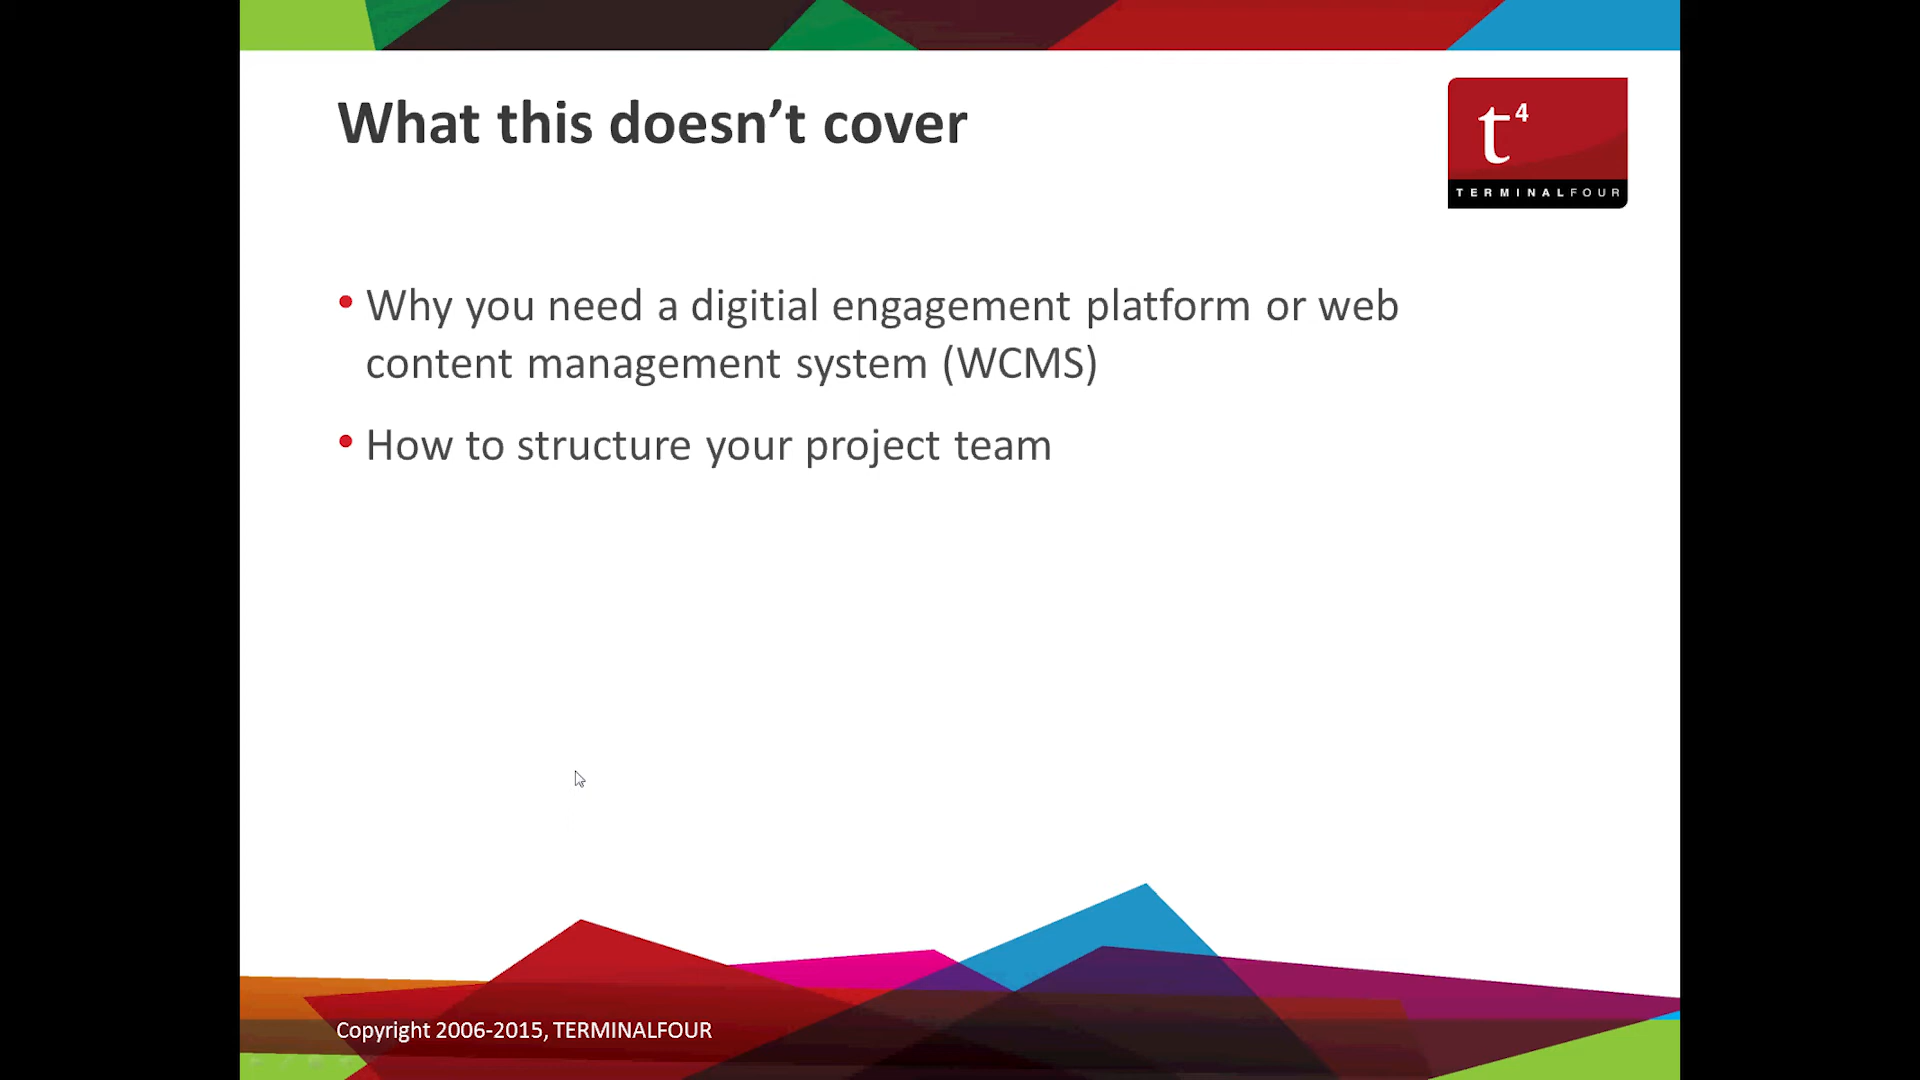 What this doesn’t cover
t4
TERMINALFOUR
• Why you need a digitial engagement platform or web
content management system (WCMS)
• How to structure your project team
Copyright 2006-2015, TERMINALFOUR